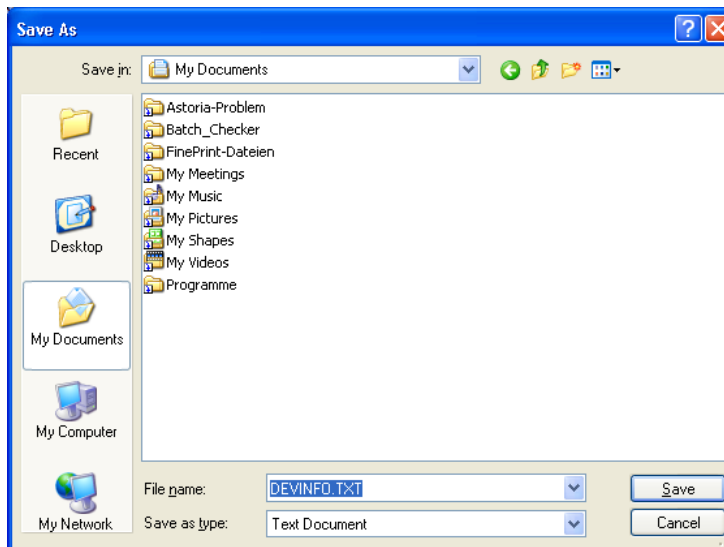 Save As
Save in: My Documents
Recent
Desktop
My Documents
My Computer
My Network
Astoria-Problem
Batch_Checker
FinePrint-Dateien
My Meetings
My Music
My Pictures
My Shapes
My Videos
Programme
File name: DEVINFO.TXT
Save
Save as type: Text Document
Cancel